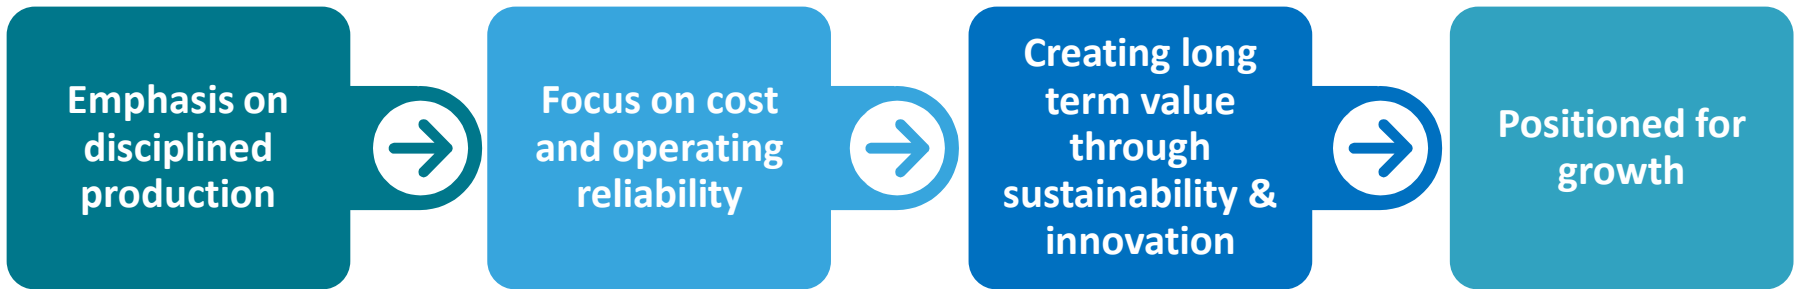 Emphasis on
disciplined
production
Focus on cost
and operating
reliability
Creating long
term value
through
sustainability &
innovation
Positioned for
growth